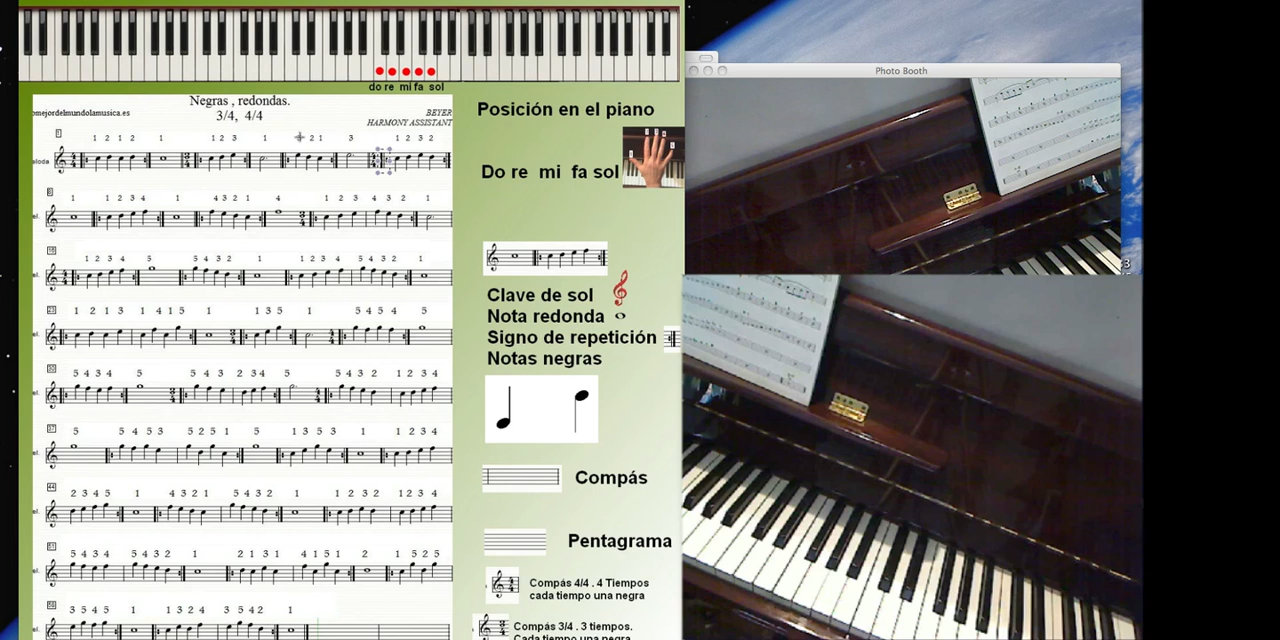 do re mi fa sol
Negras , redondas.
3/4, 4/4
omejordelmundolamusica.es
BEYER
HARMONY ASSISTANT
1 2 1 2 1 1 2 3 1 2 1 3 1 2 3 2
1 1 2 3 4 1 4 3 2 1 4 1 2 3 4 3 2 1
1 2 3 4 5 5 4 3 2 1 1 2 3 4 5 4 3 2 1
1 2 1 3 1 4 1 5 1 1 3 5 1 5 4 5 4 5
5 4 3 4 5 5 4 3 2 3 4 5 5 4 3 2
5 5 4 5 3 5 2 5 1 5 1 3 5 1 1 1 2 3 4
2 3 4 5 1 4 3 2 1 5 4 3 2 1 1 2 3 2 1
5 4 3 4 5 4 3 2 1 2 1 3 1 4 1 5 1 2 1 5 2 5
3 4 5 1 1 3 2 4 3 5 4 2 1
Posición en el piano
Do re mi fa sol
Clave de sol
Nota redonda
Signo de repetición
Notas negras
Compás
Pentagrama
Compás 4/4 . 4 Tiempos
cada tiempo una negra
Compás 3/4 . 3 tiempos.
Cada tiempo una negra
Photo Booth